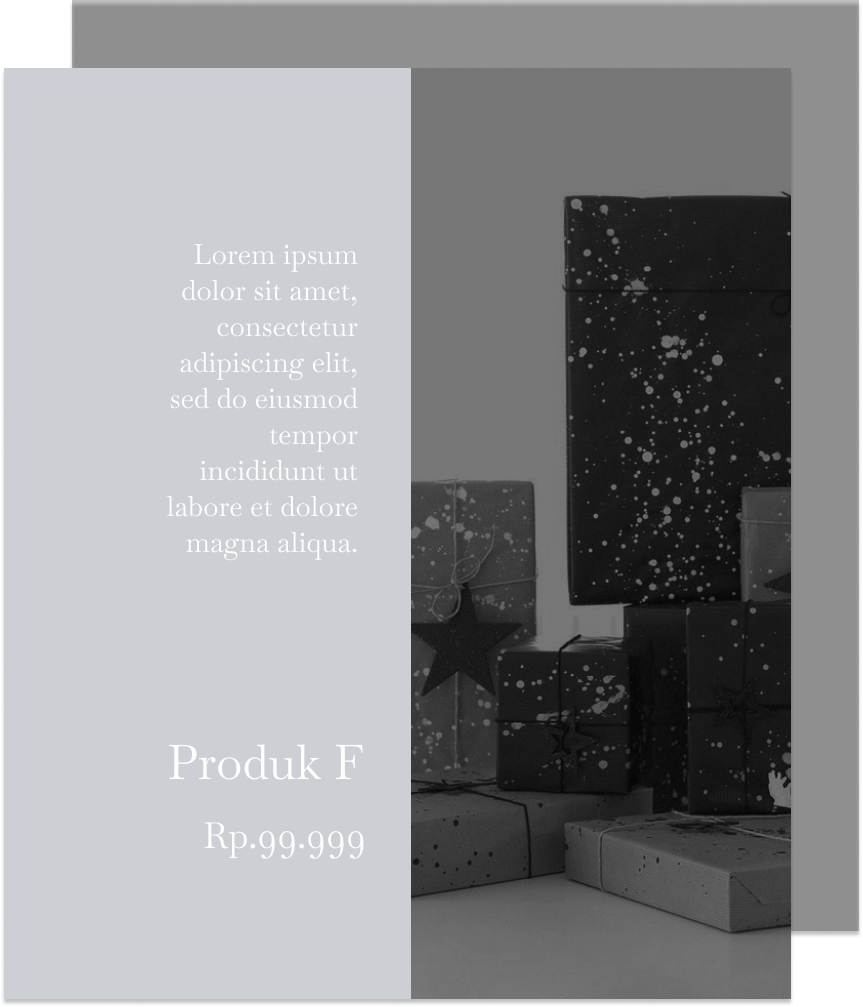 Lorem ipsum
dolor sit amet,
consectetur
adipiscing elit,
sed do eiusmod
tempor
incididunt ut
labore et dolore
magna aliqua.
Produk F
Rp.99.999